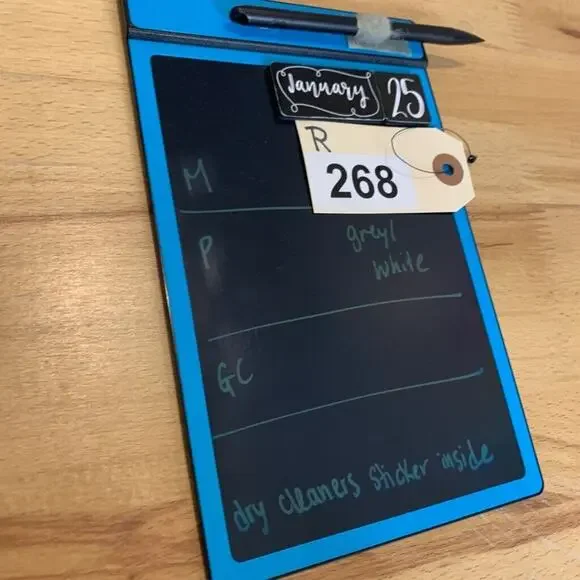 January 25
R
268
M
P grey/
white
GC
dry cleaners sticker inside